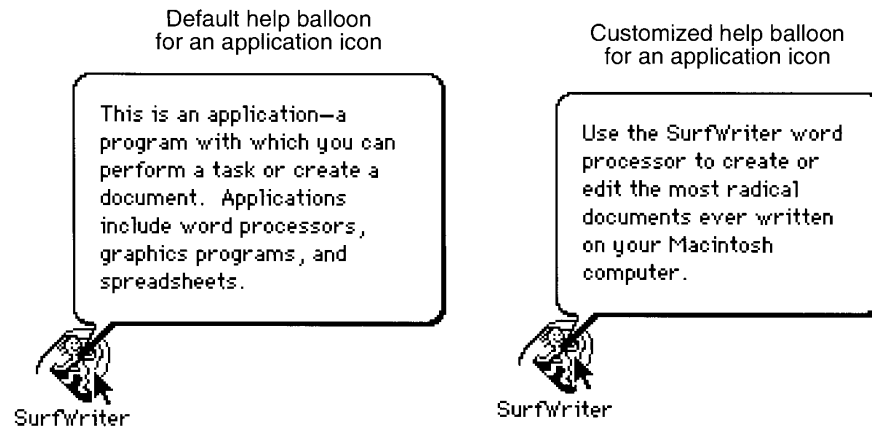 Default help balloon
for an application icon
This is an application—a
program with which you can
perform a task or create a
document. Applications
include word processors,
graphics programs, and
spreadsheets.
SurfWriter
Customized help balloon
for an application icon
Use the SurfWriter word
processor to create or
edit the most radical
documents ever written
on your Macintosh
computer.
SurfWriter